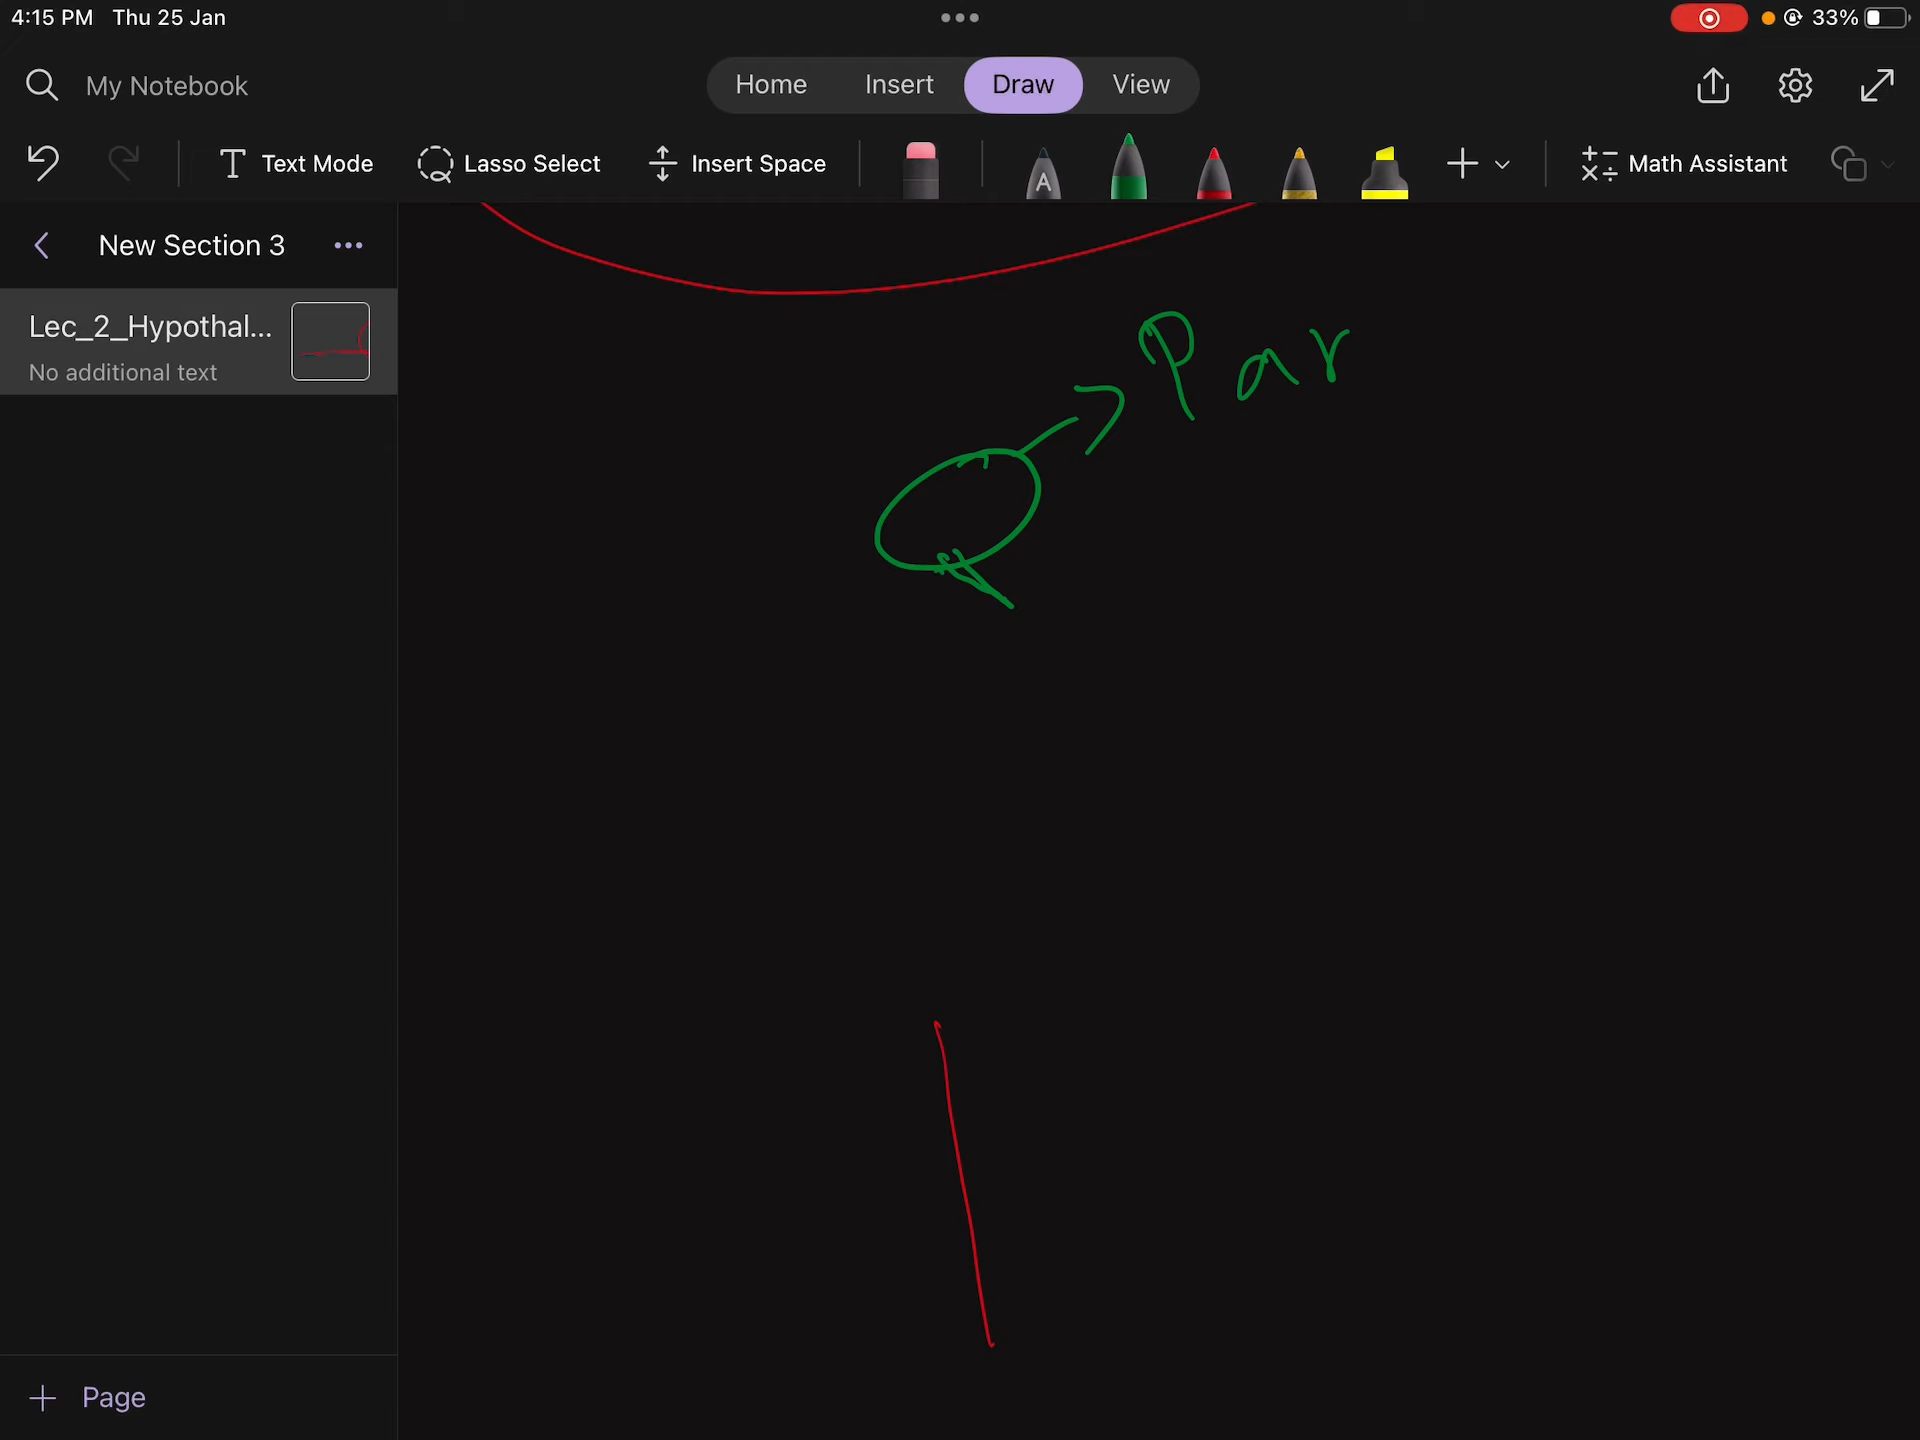 4:15 PM Thu 25 Jan
33%
My Notebook
Home Insert Draw View
Text Mode Lasso Select Insert Space A Math Assistant
New Section 3
Lec_2_Hypothal...
No additional text
Par
Page